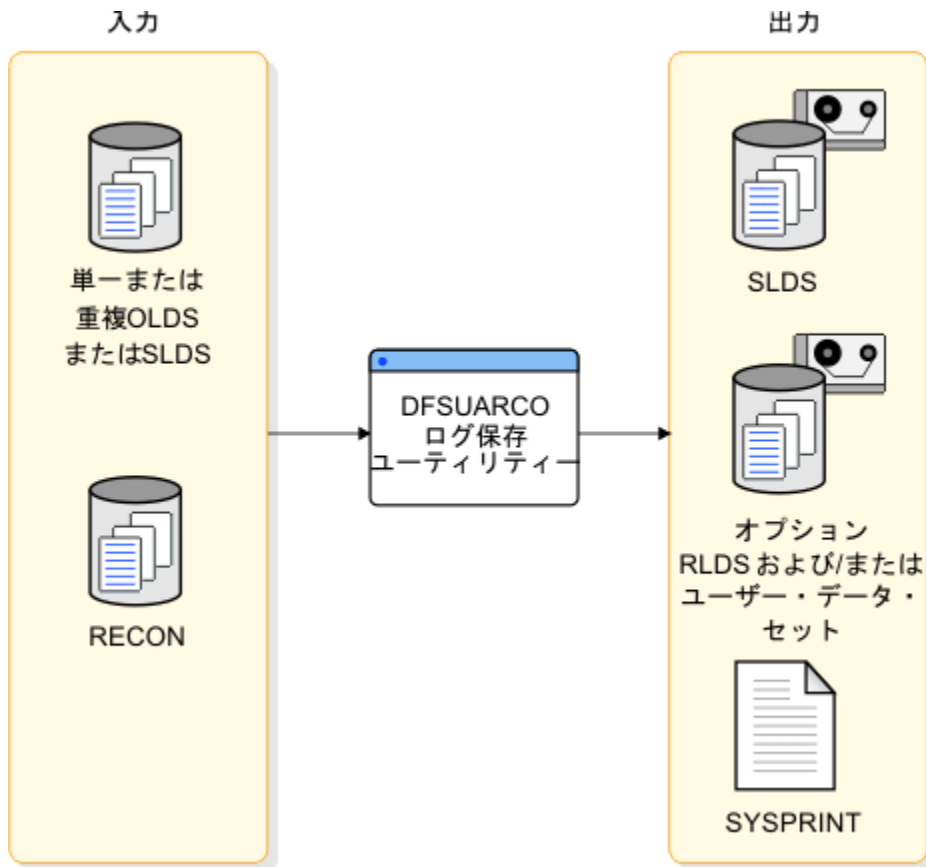 入力
単一または
重複OLDS
またはSLDS
RECON
DFSUARCO
ログ保存
ユーティリティー
出力
SLDS
オプション
RLDS および/または
ユーザー・データ・
セット
SYSPRINT